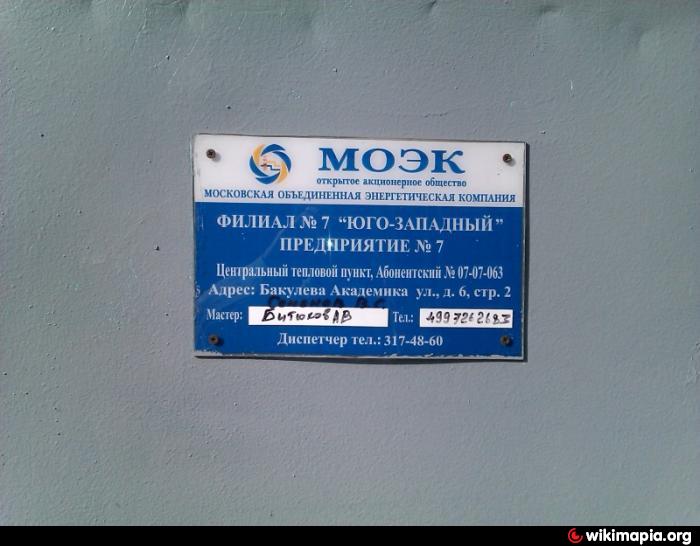 МОЭК
открытое акционерное общество
МОСКОВСКАЯ ОБЪЕДИНЕННАЯ ЭНЕРГЕТИЧЕСКАЯ КОМПАНИЯ
ФИЛИАЛ № 7 "ЮГО-ЗАПАДНЫЙ"
ПРЕДПРИЯТИЕ № 7
Центральный тепловой пункт, Абонентский № 07-07-063
Адрес: Бакулева Академика ул., д. 6, стр. 2
Мастер: Битюков АВ Тел.: 4997262683
Диспетчер тел.: 317-48-60
wikimapia.org